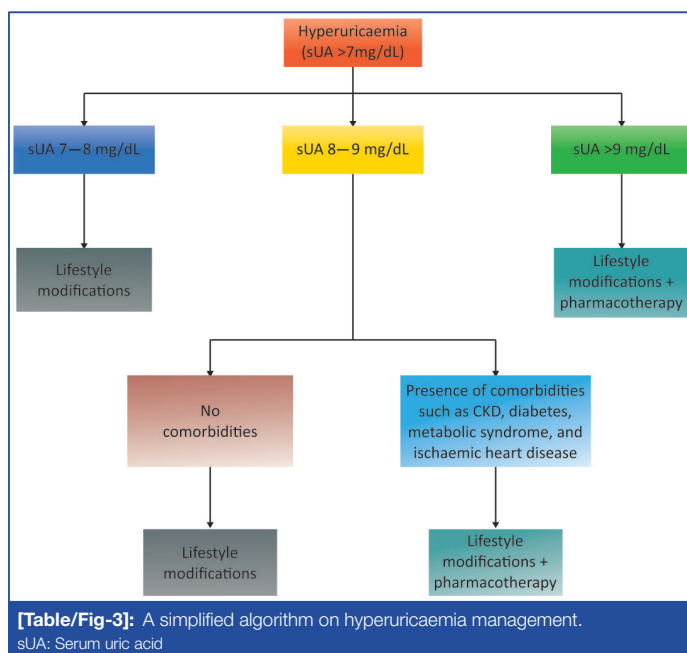 Hyperuricaemia
(sUA >7mg/dL)
sUA 7—8 mg/dL
sUA 8—9 mg/dL
sUA >9 mg/dL
Lifestyle
modifications
Lifestyle
modifications +
pharmacotherapy
No
comorbidities
Presence of comorbidities
such as CKD, diabetes,
metabolic syndrome, and
ischaemic heart disease
Lifestyle
modifications
Lifestyle
modifications +
pharmacotherapy
[Table/Fig-3]: A simplified algorithm on hyperuricaemia management.
sUA: Serum uric acid